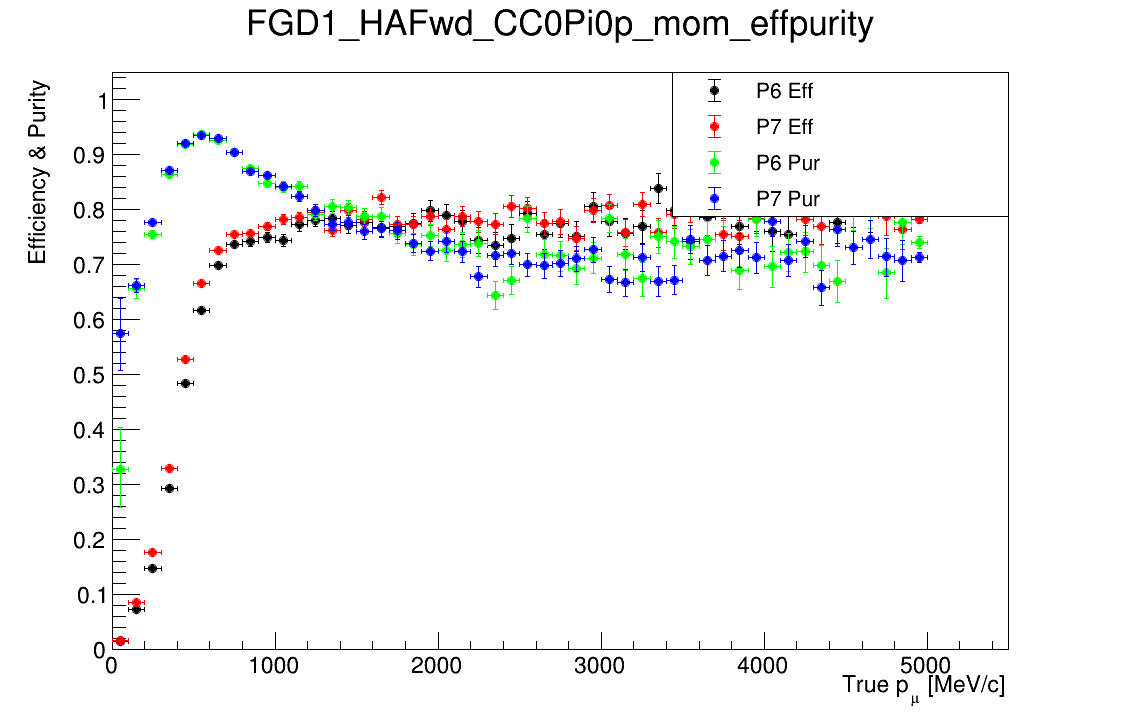 FGD1_HAFwd_CC0Pi0p_mom_effpurity
Efficiency & Purity
1
0.9
0.8
0.7
0.6
0.5
0.4
0.3
0.2
0.1
0
P6 Eff
P7 Eff
P6 Pur
P7 Pur
0 1000 2000 3000 4000 5000
True pμ [MeV/c]